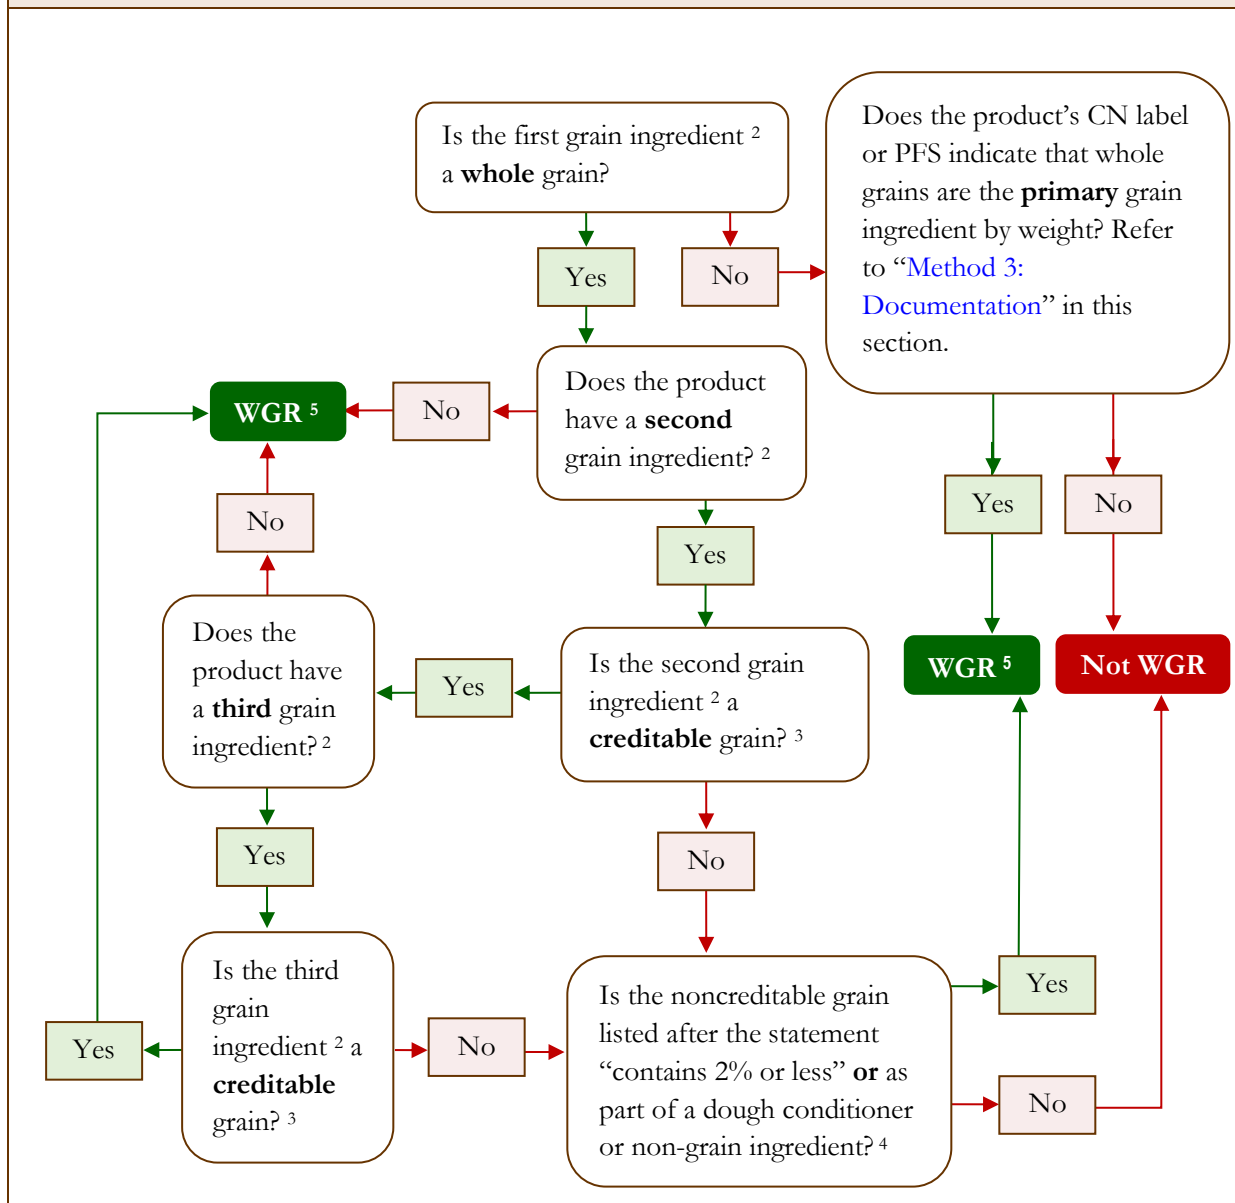 Is the first grain ingredient ²
a whole grain?
Does the product’s CN label
or PFS indicate that whole
grains are the primary grain
ingredient by weight? Refer
to “Method 3:
Documentation” in this
section.
Yes
No
Does the product
have a second
grain ingredient? ²
No
WGR ⁵
No
Yes
Yes
No
Does the
product have
a third grain
ingredient? ²
Yes
Is the second grain
ingredient ² a
creditable grain? ³
WGR ⁵
Not WGR
Yes
No
Is the third
grain
ingredient ² a
creditable
grain? ³
Yes
No
Is the noncreditable grain
listed after the statement
“contains 2% or less” or as
part of a dough conditioner
or non-grain ingredient? ⁴
Yes
No